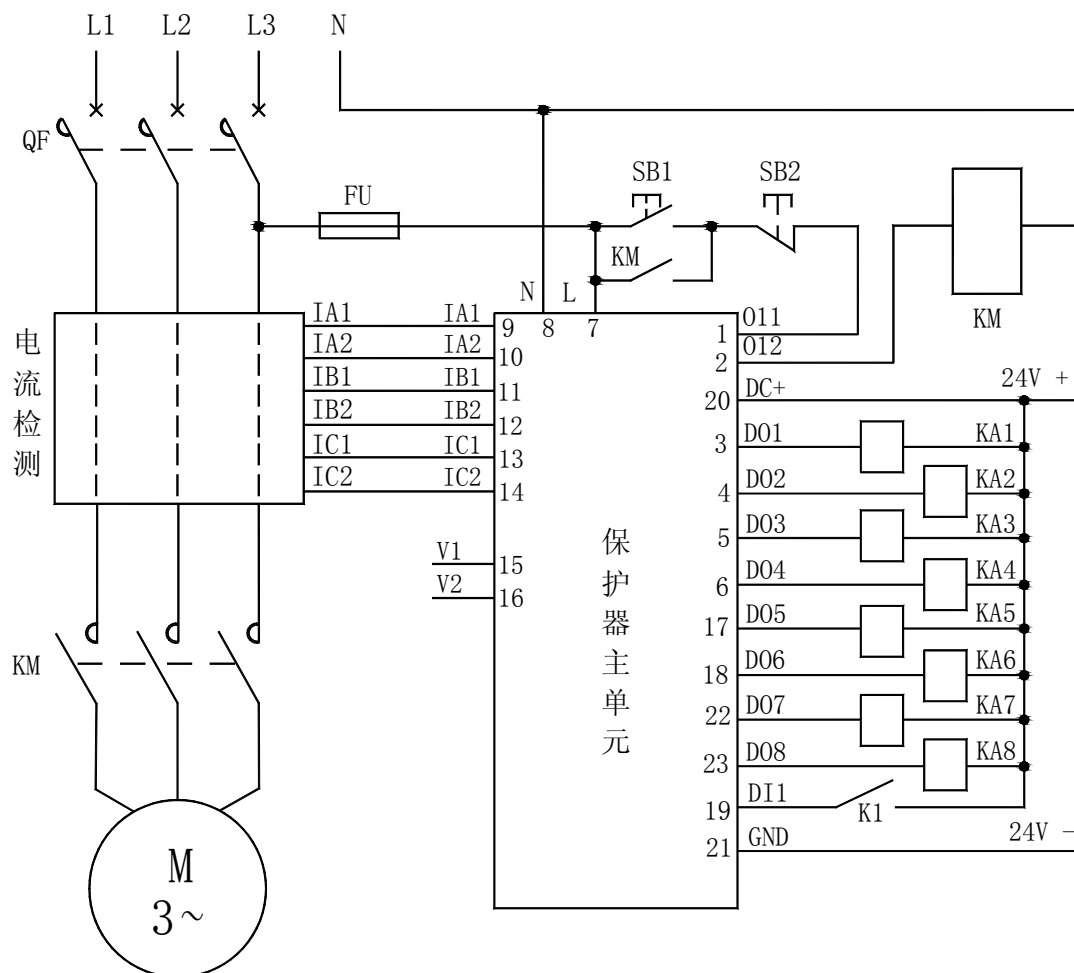 L1 L2 L3 N
QF
FU
SB1 SB2
KM
KM
N L
8 7
电流检测
IA1 IA1 9
IA2 IA2 10
IB1 IB1 11
IB2 IB2 12
IC1 IC1 13
IC2 IC2 14
V1 15
V2 16
保护器主单元
1 O11
2 O12
20 DC+ 24V +
3 DO1 KA1
4 DO2 KA2
5 DO3 KA3
6 DO4 KA4
17 DO5 KA5
18 DO6 KA6
22 DO7 KA7
23 DO8 KA8
19 DI1 K1
21 GND 24V -
KM
M
3~